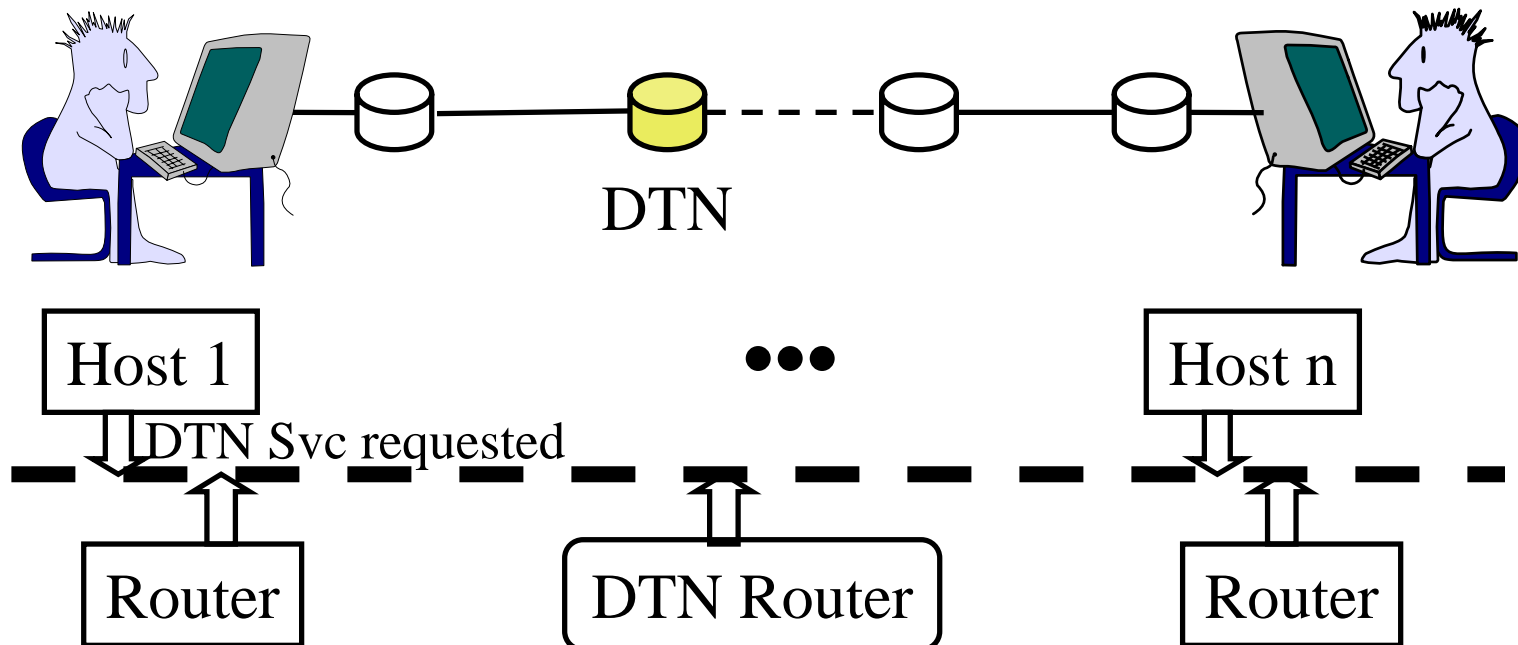 DTN
Host 1
Host n
DTN Svc requested
Router
DTN Router
Router